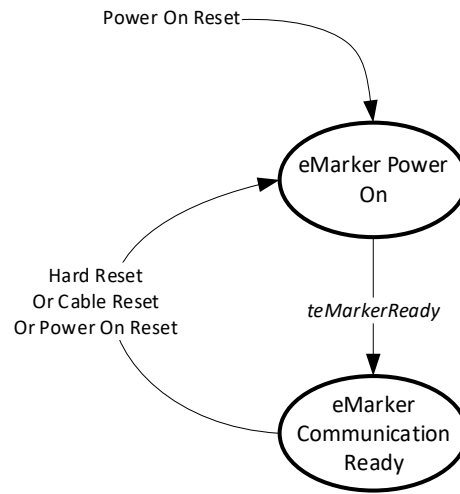 Power On Reset
eMarker Power
On
Hard Reset
Or Cable Reset
Or Power On Reset
teMarkerReady
eMarker
Communication
Ready